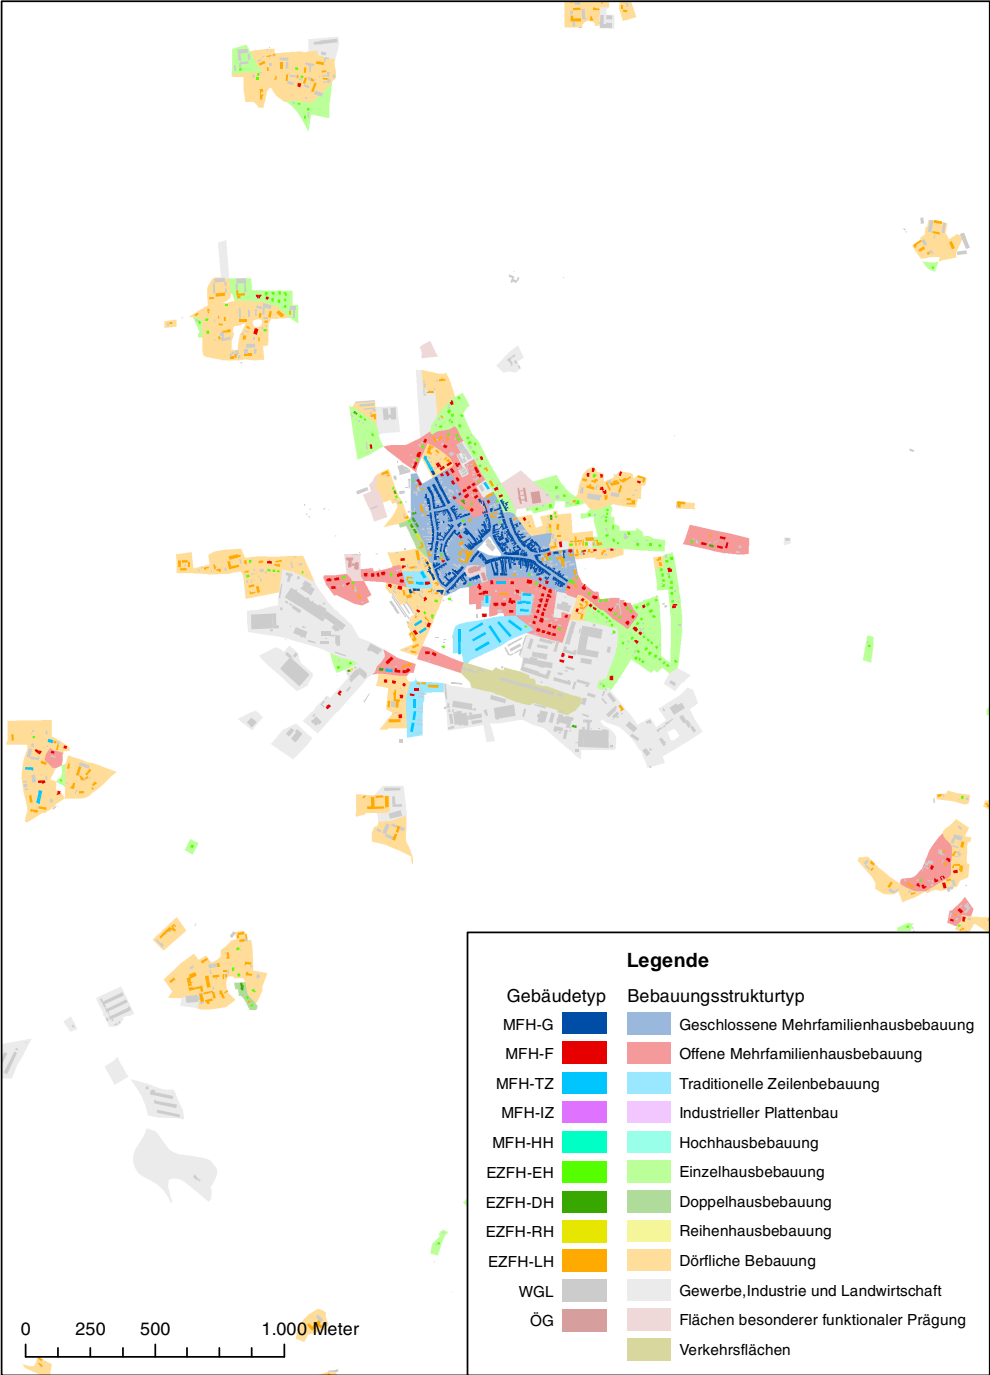 Legende
Gebäudetyp Bebauungsstrukturtyp
MFH-G Geschlossene Mehrfamilienhausbebauung
MFH-F Offene Mehrfamilienhausbebauung
MFH-TZ Traditionelle Zeilenbebauung
MFH-IZ Industrieller Plattenbau
MFH-HH Hochhausbebauung
EZFH-EH Einzelhausbebauung
EZFH-DH Doppelhausbebauung
EZFH-RH Reihenhausbebauung
EZFH-LH Dörfliche Bebauung
WGL Gewerbe,Industrie und Landwirtschaft
ÖG Flächen besonderer funktionaler Prägung
Verkehrsflächen
0 250 500 1.000 Meter